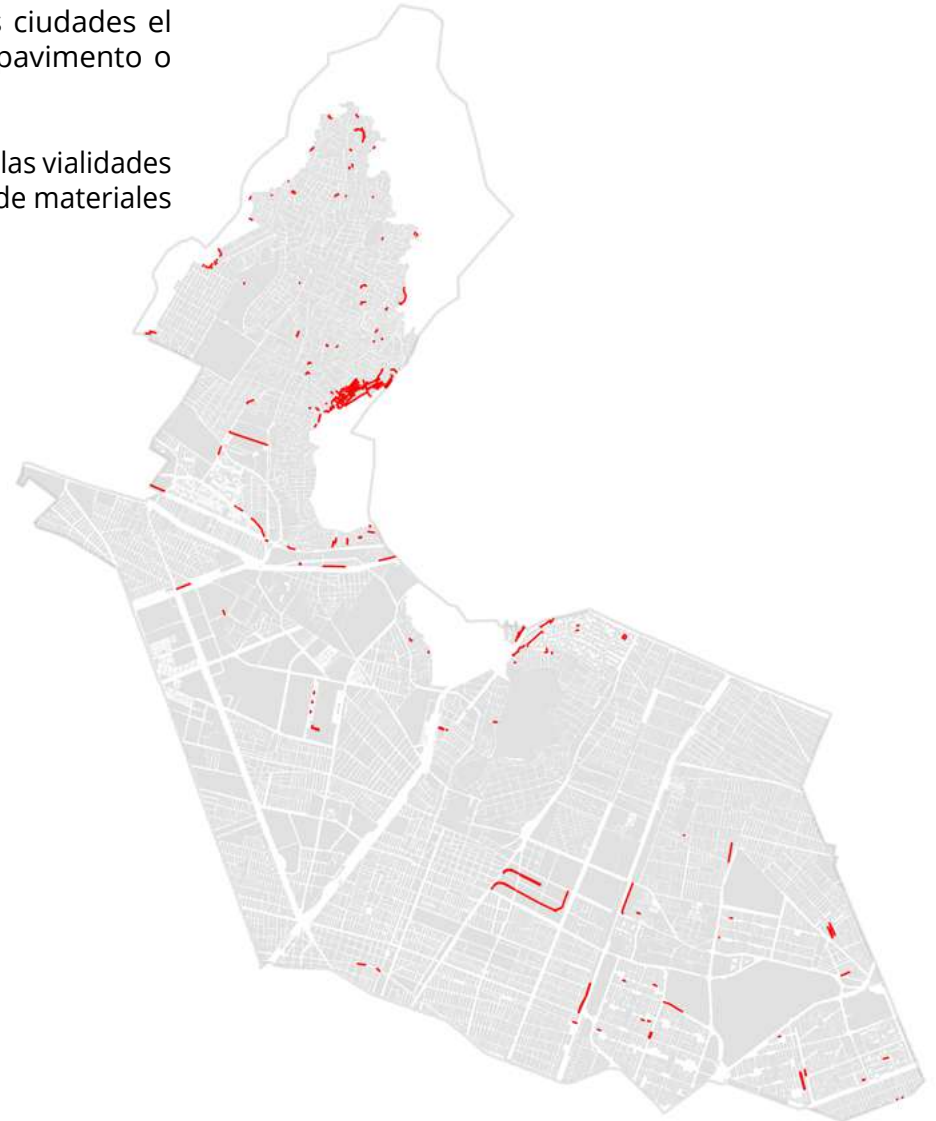 s ciudades el
pavimento o
las vialidades
de materiales